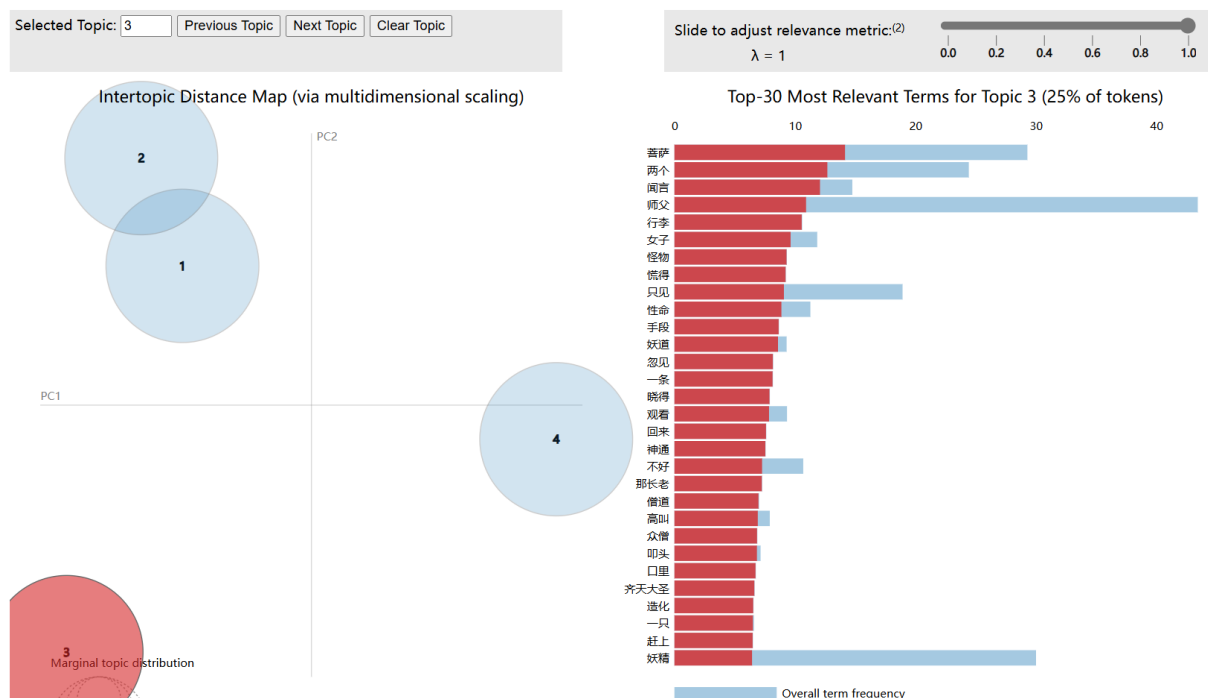 Selected Topic: 3 Previous Topic Next Topic Clear Topic
Slide to adjust relevance metric:(2)
λ = 1
0.0 0.2 0.4 0.6 0.8 1.0
Intertopic Distance Map (via multidimensional scaling)
PC2
2
1
PC1
4
3
Marginal topic distribution
Top-30 Most Relevant Terms for Topic 3 (25% of tokens)
0 10 20 30 40
菩萨
两个
闻言
师父
行李
女子
怪物
慌得
只见
性命
手段
妖道
忽见
一条
晓得
观看
回来
神通
不好
那长老
僧道
高叫
众僧
叩头
口里
齐天大圣
造化
一只
赶上
妖精
Overall term frequency